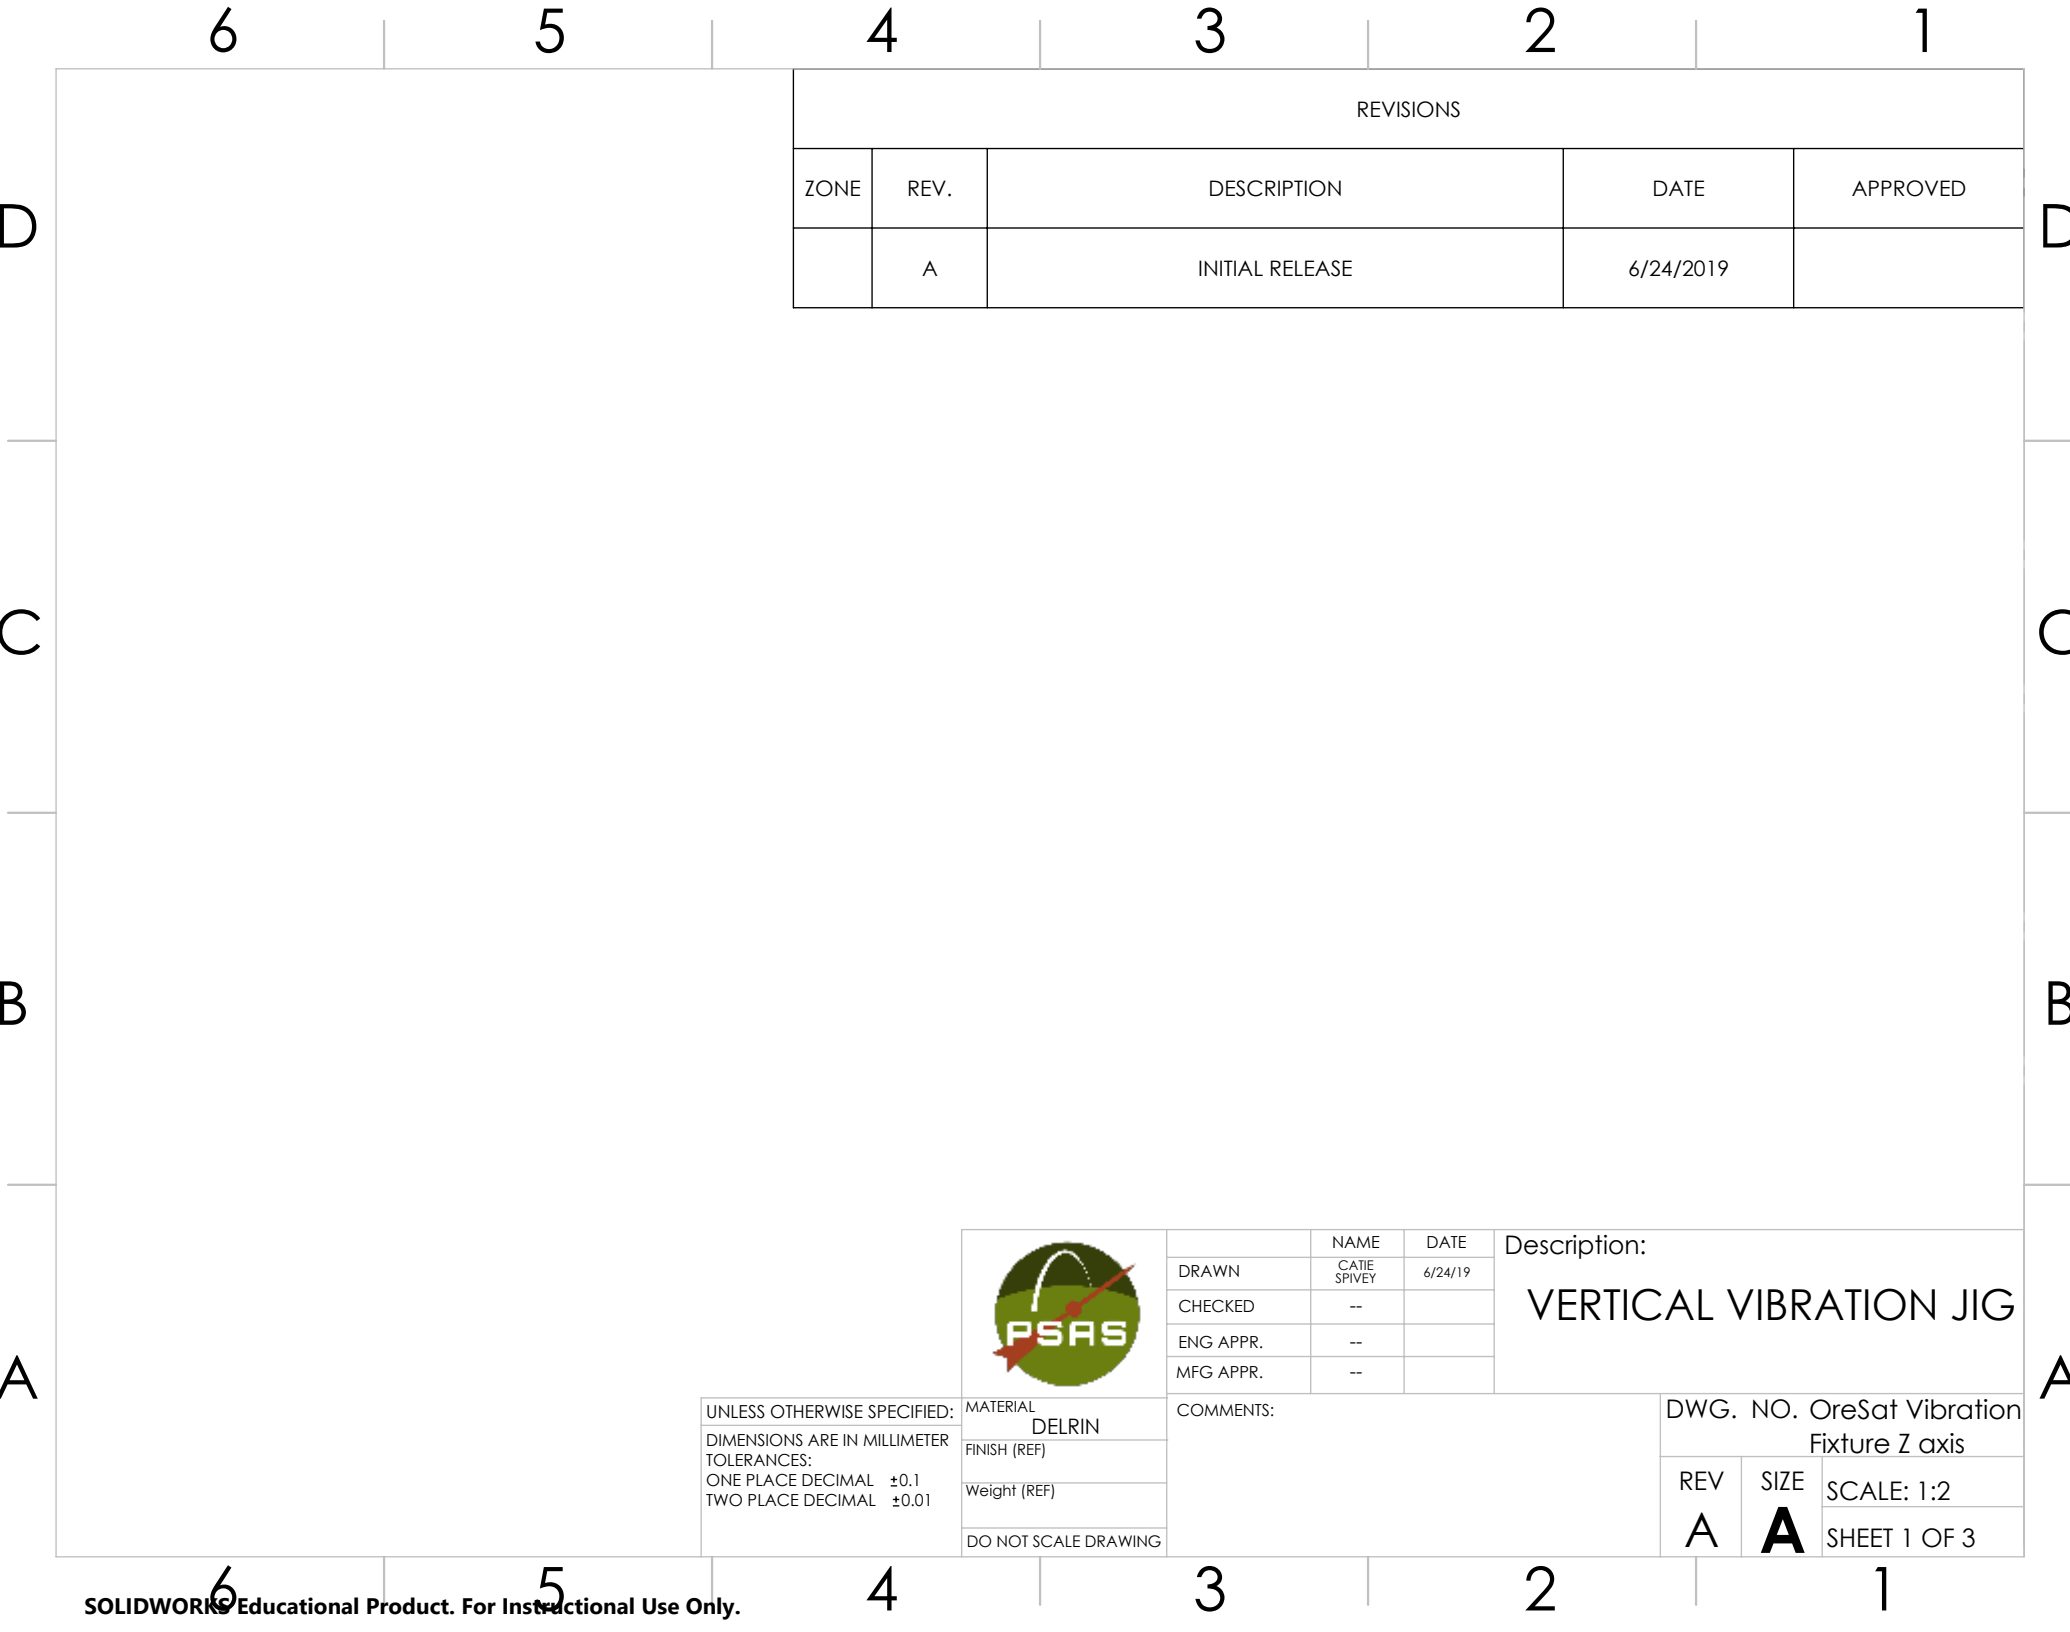 6 5 4 3 2 1
REVISIONS
ZONE REV. DESCRIPTION DATE APPROVED
D D
A INITIAL RELEASE 6/24/2019
C C
B B
NAME DATE Description:
DRAWN CATIE SPIVEY 6/24/19
CHECKED --
VERTICAL VIBRATION JIG
PSAS
ENG APPR. --
MFG APPR. --
A A
UNLESS OTHERWISE SPECIFIED:
DIMENSIONS ARE IN MILLIMETER
TOLERANCES:
ONE PLACE DECIMAL ±0.1
TWO PLACE DECIMAL ±0.01
MATERIAL
DELRIN
FINISH (REF)
Weight (REF)
DO NOT SCALE DRAWING
COMMENTS:
DWG. NO. OreSat Vibration
Fixture Z axis
REV SIZE SCALE: 1:2
A A SHEET 1 OF 3
6 5 4 3 2 1
SOLIDWORKS Educational Product. For Instructional Use Only.